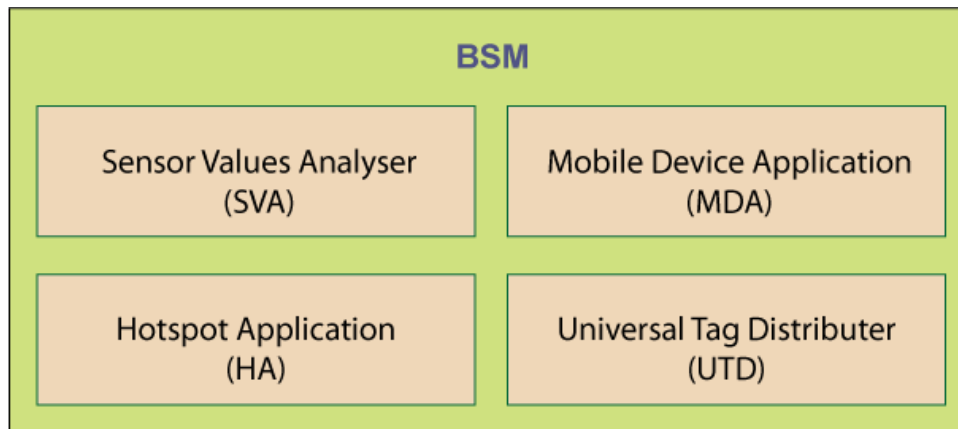 BSM
Sensor Values Analyser
(SVA)
Mobile Device Application
(MDA)
Hotspot Application
(HA)
Universal Tag Distributer
(UTD)